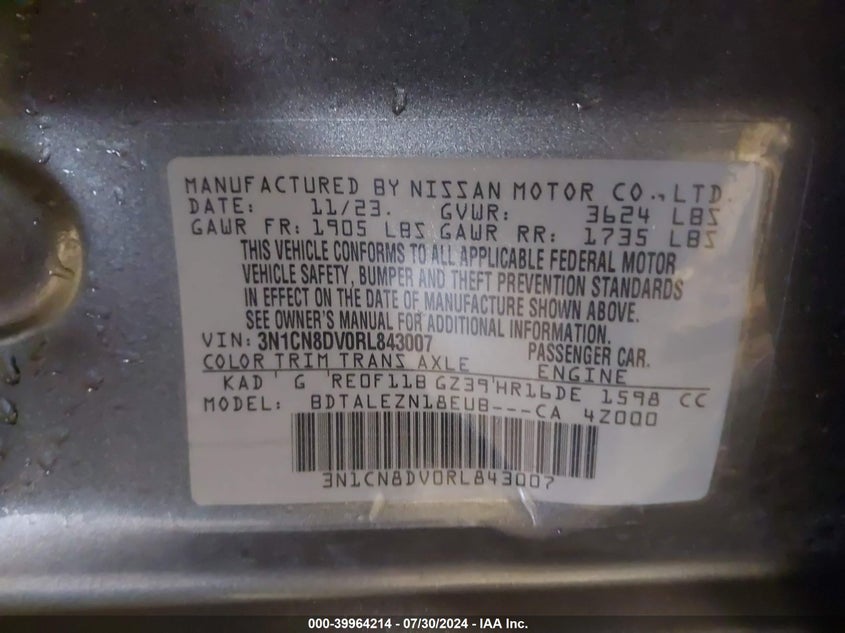 MANUFACTURED BY NISSAN MOTOR CO., LTD.
DATE: 11/23. GVWR: 3624 LBS
GAWR FR: 1905 LBS GAWR RR: 1735 LBS
THIS VEHICLE CONFORMS TO ALL APPLICABLE FEDERAL MOTOR
VEHICLE SAFETY, BUMPER AND THEFT PREVENTION STANDARDS
IN EFFECT ON THE DATE OF MANUFACTURE SHOWN ABOVE.
SEE OWNER'S MANUAL FOR ADDITIONAL INFORMATION.
VIN: 3N1CN8DV0RL843007 PASSENGER CAR.
COLOR TRIM TRANS AXLE ENGINE
KAD G RE0F11B GZ39 HR16DE 1598 CC
MODEL: BDTALEZN18EUB---CA 4Z000
3N1CN8DV0RL843007
000-39964214 - 07/30/2024 - IAA Inc.